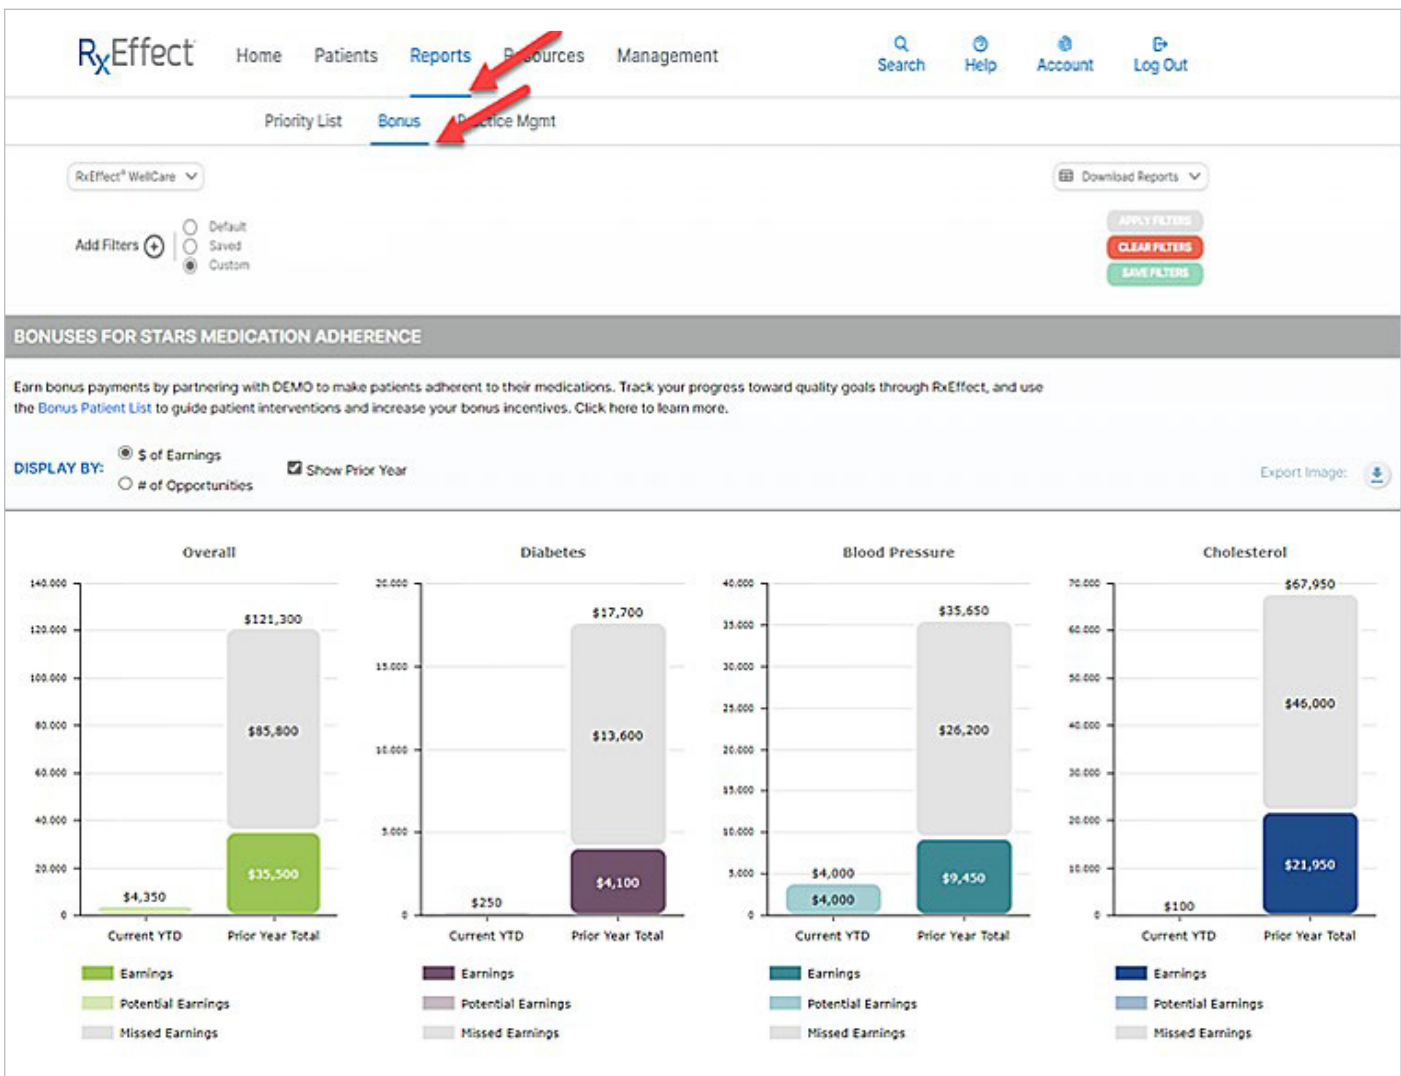 RxEffect Home Patients Reports Resources Management Search Help Account Log Out
Priority List Bonus Practice Mgmt
RxEffect® WellCare Download Reports
Add Filters Default Saved Custom
APPLY FILTERS
CLEAR FILTERS
SAVE FILTERS
BONUSES FOR STARS MEDICATION ADHERENCE
Earn bonus payments by partnering with DEMO to make patients adherent to their medications. Track your progress toward quality goals through RxEffect, and use
the Bonus Patient List to guide patient interventions and increase your bonus incentives. Click here to learn more.
DISPLAY BY: $ of Earnings Show Prior Year Export Image:
# of Opportunities
Overall
140.000
120.000
100.000
80.000
60.000
40.000
20.000
0
$4,350
$121,300
$85,800
$35,500
Current YTD Prior Year Total
Earnings
Potential Earnings
Missed Earnings
Diabetes
20.000
15.000
10.000
5.000
0
$250
$17,700
$13,600
$4,100
Current YTD Prior Year Total
Earnings
Potential Earnings
Missed Earnings
Blood Pressure
40.000
35.000
30.000
25.000
20.000
15.000
10.000
5.000
0
$4,000
$4,000
$35,650
$26,200
$9,450
Current YTD Prior Year Total
Earnings
Potential Earnings
Missed Earnings
Cholesterol
70.000
60.000
50.000
40.000
30.000
20.000
10.000
0
$100
$67,950
$46,000
$21,950
Current YTD Prior Year Total
Earnings
Potential Earnings
Missed Earnings